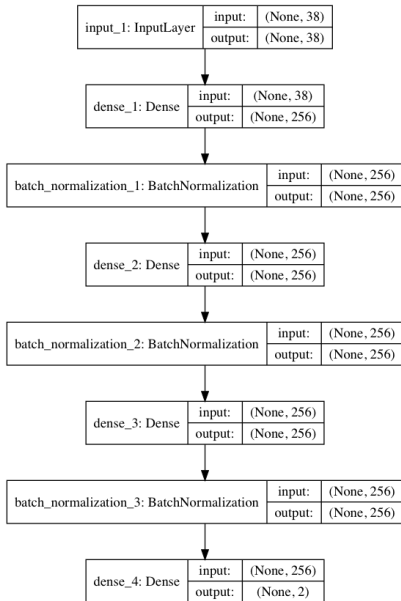 input_1: InputLayer
input: (None, 38)
output: (None, 38)
dense_1: Dense
input: (None, 38)
output: (None, 256)
batch_normalization_1: BatchNormalization
input: (None, 256)
output: (None, 256)
dense_2: Dense
input: (None, 256)
output: (None, 256)
batch_normalization_2: BatchNormalization
input: (None, 256)
output: (None, 256)
dense_3: Dense
input: (None, 256)
output: (None, 256)
batch_normalization_3: BatchNormalization
input: (None, 256)
output: (None, 256)
dense_4: Dense
input: (None, 256)
output: (None, 2)